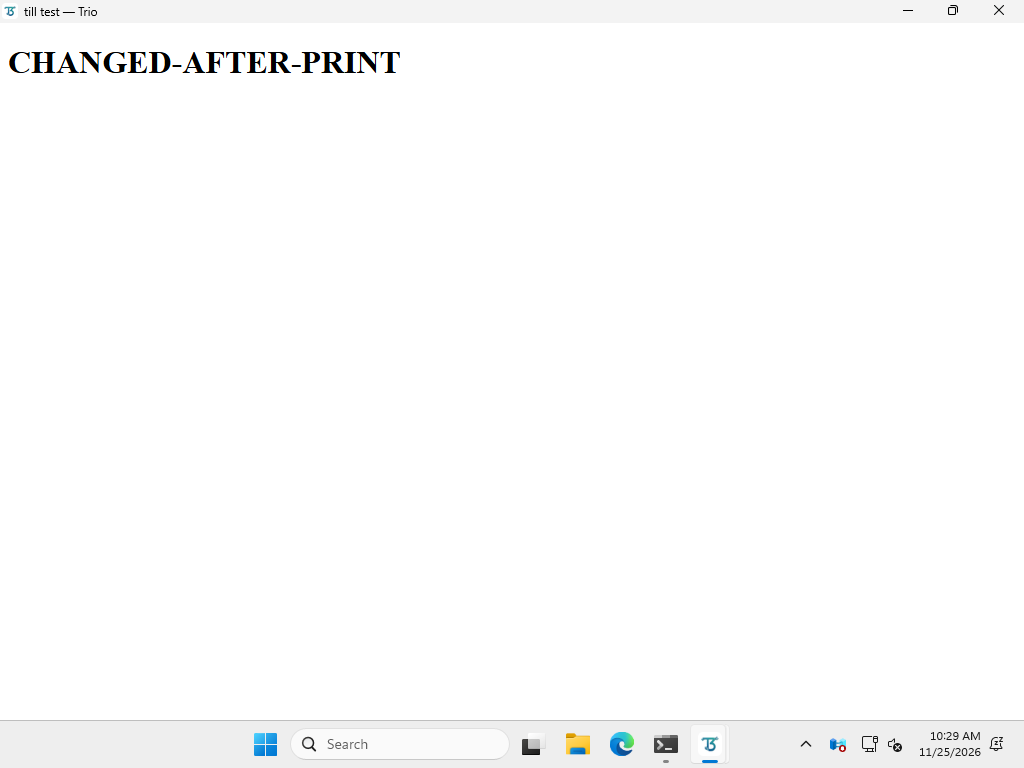 till test — Trio
CHANGED-AFTER-PRINT
Search
10:29 AM
11/25/2026